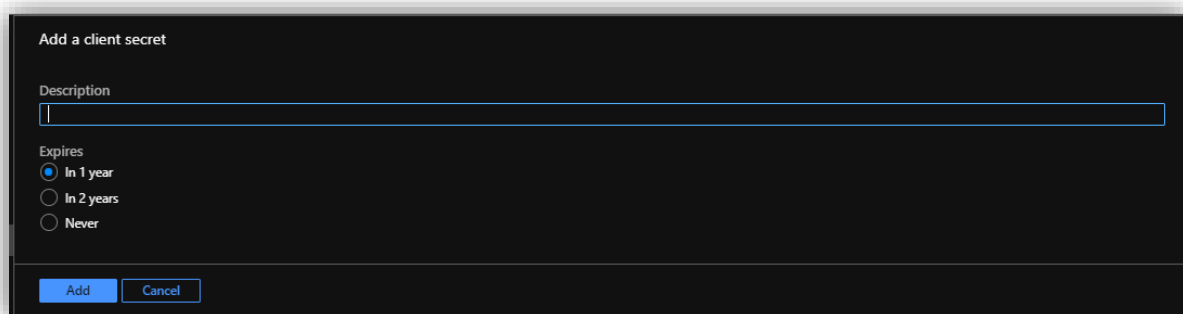 Add a client secret
Description
Expires
In 1 year
In 2 years
Never
Add Cancel